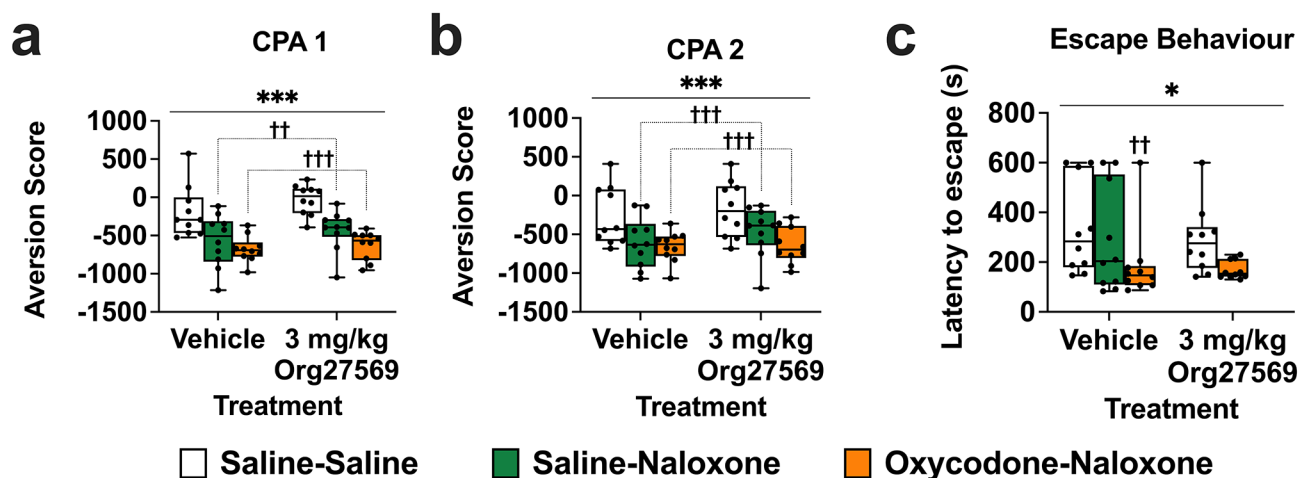 a
CPA 1
***
††
†††
Aversion Score
1000
500
0
-500
-1000
-1500
Vehicle
3 mg/kg
Org27569
Treatment
b
CPA 2
***
†††
†††
Aversion Score
1000
500
0
-500
-1000
-1500
Vehicle
3 mg/kg
Org27569
Treatment
c
Escape Behaviour
*
††
Latency to escape (s)
800
600
400
200
0
Vehicle
3 mg/kg
Org27569
Treatment
Saline-Saline
Saline-Naloxone
Oxycodone-Naloxone